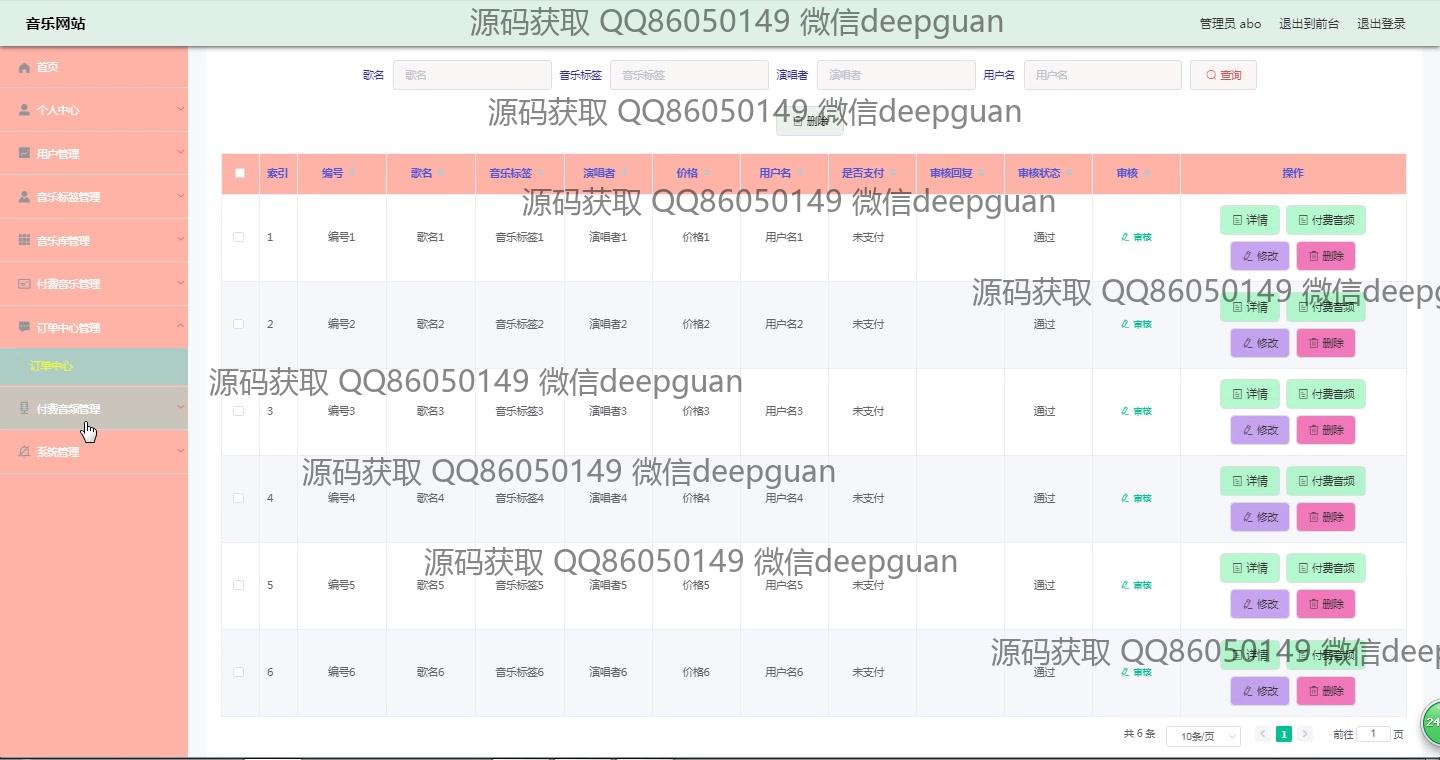 音乐网站
源码获取 QQ86050149 微信deepguan
管理员 abo 退出到前台 退出登录
首页
个人中心
用户管理
音乐标签管理
音乐库管理
付费音乐管理
订单中心管理
订单中心
付费音频管理
系统管理
歌名 歌名 音乐标签 音乐标签 演唱者 演唱者 用户名 用户名 查询
源码获取 QQ86050149 微信deepguan
删除
索引 编号 歌名 音乐标签 演唱者 价格 用户名 是否支付 审核回复 审核状态 审核 操作
源码获取 QQ86050149 微信deepguan
1 编号1 歌名1 音乐标签1 演唱者1 价格1 用户名1 未支付 通过 审核 详情 付费音频
修改 删除
源码获取 QQ86050149 微信deepg
2 编号2 歌名2 音乐标签2 演唱者2 价格2 用户名2 未支付 通过 审核 详情 付费音频
修改 删除
源码获取 QQ86050149 微信deepguan
3 编号3 歌名3 音乐标签3 演唱者3 价格3 用户名3 未支付 通过 审核 详情 付费音频
修改 删除
源码获取 QQ86050149 微信deepguan
4 编号4 歌名4 音乐标签4 演唱者4 价格4 用户名4 未支付 通过 审核 详情 付费音频
修改 删除
源码获取 QQ86050149 微信deepguan
5 编号5 歌名5 音乐标签5 演唱者5 价格5 用户名5 未支付 通过 审核 详情 付费音频
修改 删除
源码获取 QQ86050149 微信deep
6 编号6 歌名6 音乐标签6 演唱者6 价格6 用户名6 未支付 通过 审核 详情 付费音频
修改 删除
共 6 条 10条/页 1 前往 1 页
24